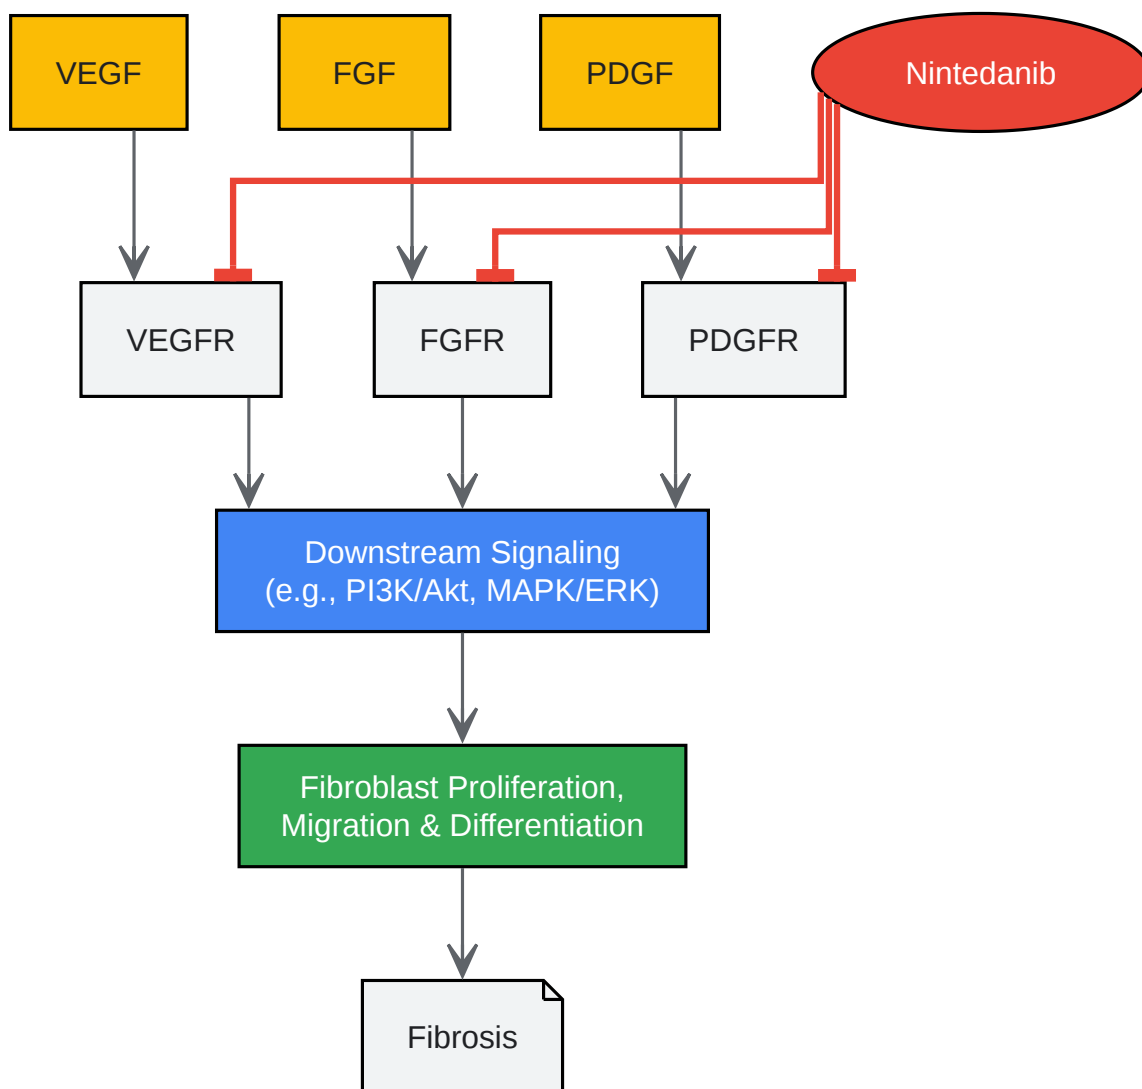 VEGF
FGF
PDGF
Nintedanib
VEGFR
FGFR
PDGFR
Downstream Signaling
(e.g., PI3K/Akt, MAPK/ERK)
Fibroblast Proliferation,
Migration & Differentiation
Fibrosis